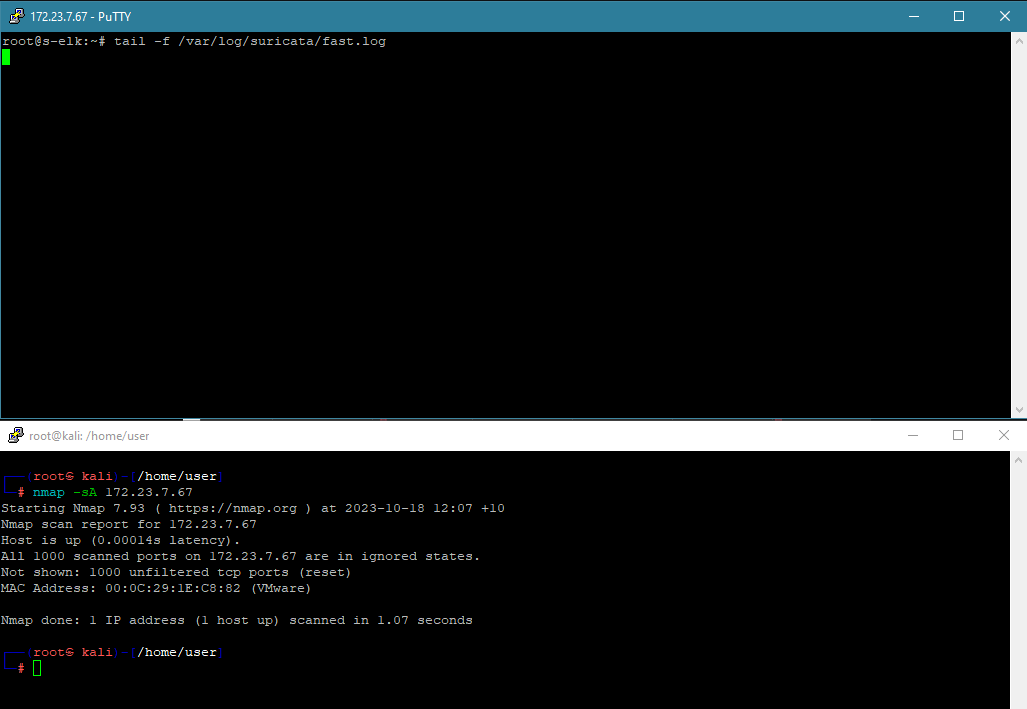 172.23.7.67 - PuTTY
root@s-elk:~# tail -f /var/log/suricata/fast.log
root@kali: /home/user
root㉿ kali)-[/home/user]
# nmap -sA 172.23.7.67
Starting Nmap 7.93 ( https://nmap.org ) at 2023-10-18 12:07 +10
Nmap scan report for 172.23.7.67
Host is up (0.00014s latency).
All 1000 scanned ports on 172.23.7.67 are in ignored states.
Not shown: 1000 unfiltered tcp ports (reset)
MAC Address: 00:0C:29:1E:C8:82 (VMware)
Nmap done: 1 IP address (1 host up) scanned in 1.07 seconds
root㉿ kali)-[/home/user]
#